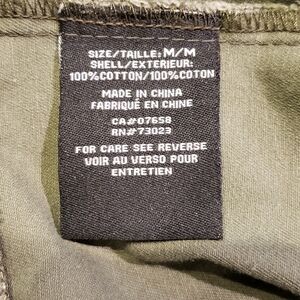 SIZE/TAILLE: M/M
SHELL/EXTERIEUR:
100%COTTON/100%COTON
MADE IN CHINA
FABRIQUÉ EN CHINE
CA#07658
RN#73023
FOR CARE SEE REVERSE
VOIR AU VERSO POUR
ENTRETIEN